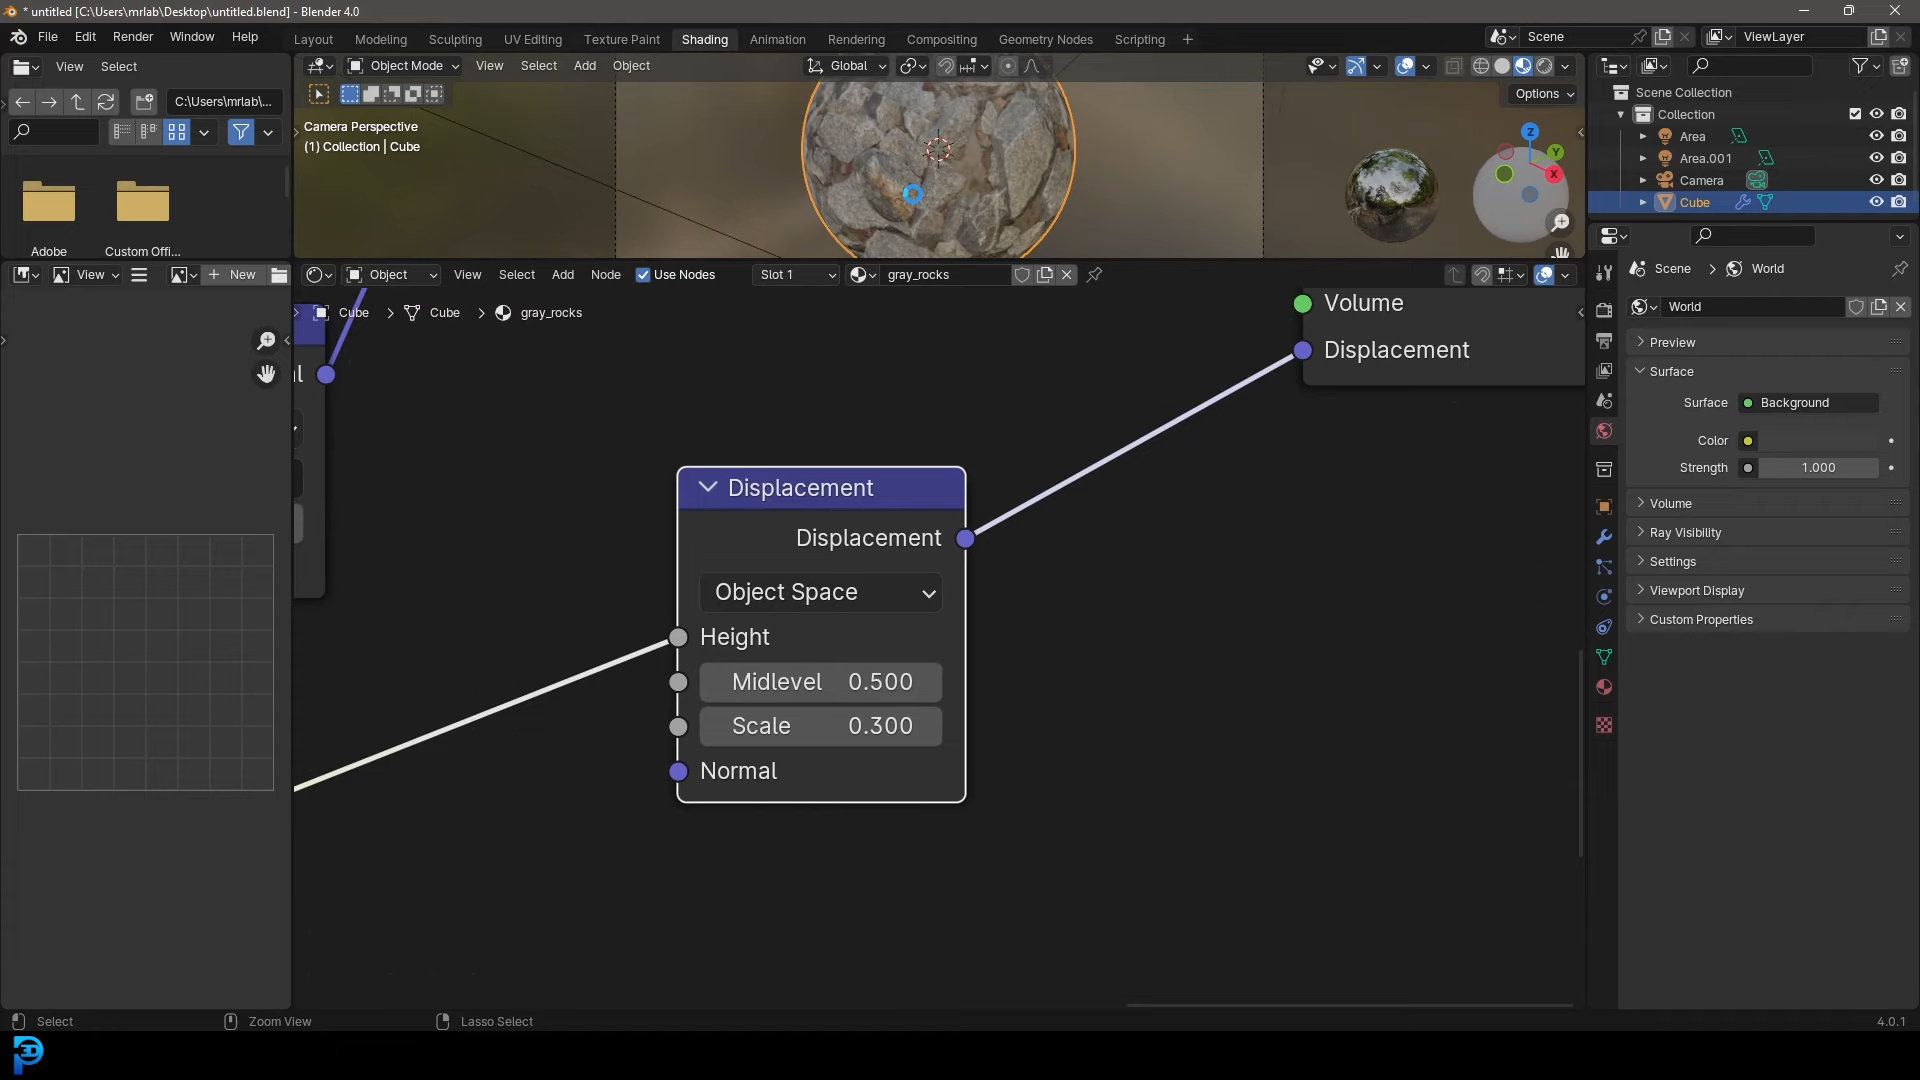 * untitled [C:\Users\mrlab\Desktop\untitled.blend] - Blender 4.0
File Edit Render Window Help
Layout Modeling Sculpting UV Editing Texture Paint Shading Animation Rendering Compositing Geometry Nodes Scripting +
Scene
ViewLayer
View Select
Object Mode View Select Add Object
Global
C:\Users\mrlab\...
Options
Camera Perspective
(1) Collection | Cube
Adobe
Custom Offi...
Z
Y
X
Scene Collection
Collection
Area
Area.001
Camera
Cube
View
New
Object View Select Add Node Use Nodes
Slot 1
gray_rocks
Cube > Cube > gray_rocks
Volume
Displacement
Displacement
Displacement
Object Space
Height
Midlevel 0.500
Scale 0.300
Normal
Scene > World
World
Preview
Surface
Surface Background
Color
Strength 1.000
Volume
Ray Visibility
Settings
Viewport Display
Custom Properties
Select
Zoom View
Lasso Select
4.0.1